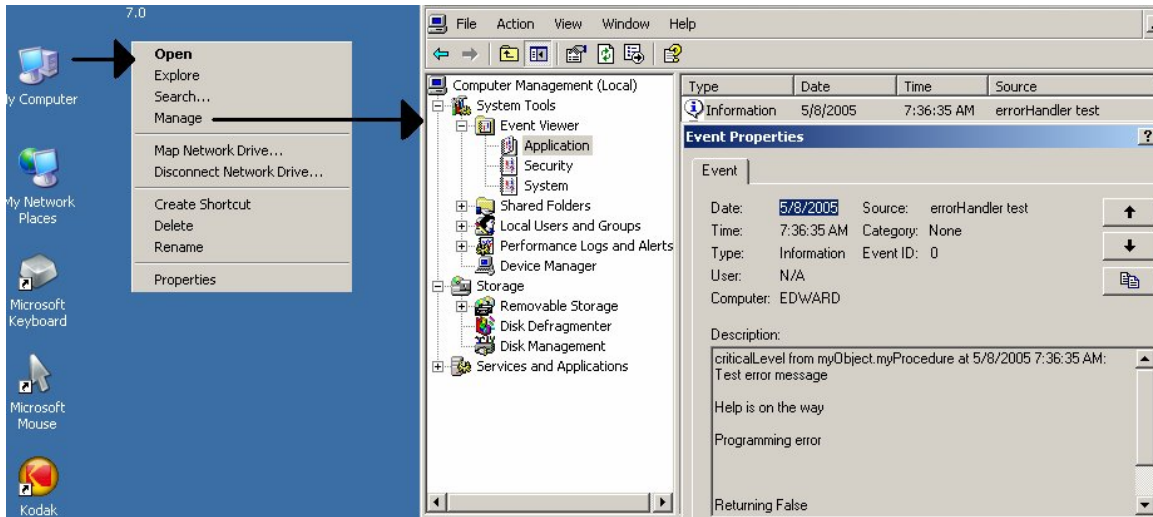 7.0
My Computer
My Network
Places
Microsoft
Keyboard
Microsoft
Mouse
Kodak
Open
Explore
Search...
Manage
Map Network Drive...
Disconnect Network Drive...
Create Shortcut
Delete
Rename
Properties
File Action View Window Help
Computer Management (Local)
System Tools
Event Viewer
Application
Security
System
Shared Folders
Local Users and Groups
Performance Logs and Alerts
Device Manager
Storage
Removable Storage
Disk Defragmenter
Disk Management
Services and Applications
Type Date Time Source
Information 5/8/2005 7:36:35 AM errorHandler test
Event Properties
Event
Date: 5/8/2005 Source: errorHandler test
Time: 7:36:35 AM Category: None
Type: Information Event ID: 0
User: N/A
Computer: EDWARD
Description:
criticalLevel from myObject.myProcedure at 5/8/2005 7:36:35 AM:
Test error message
Help is on the way
Programming error
Returning False